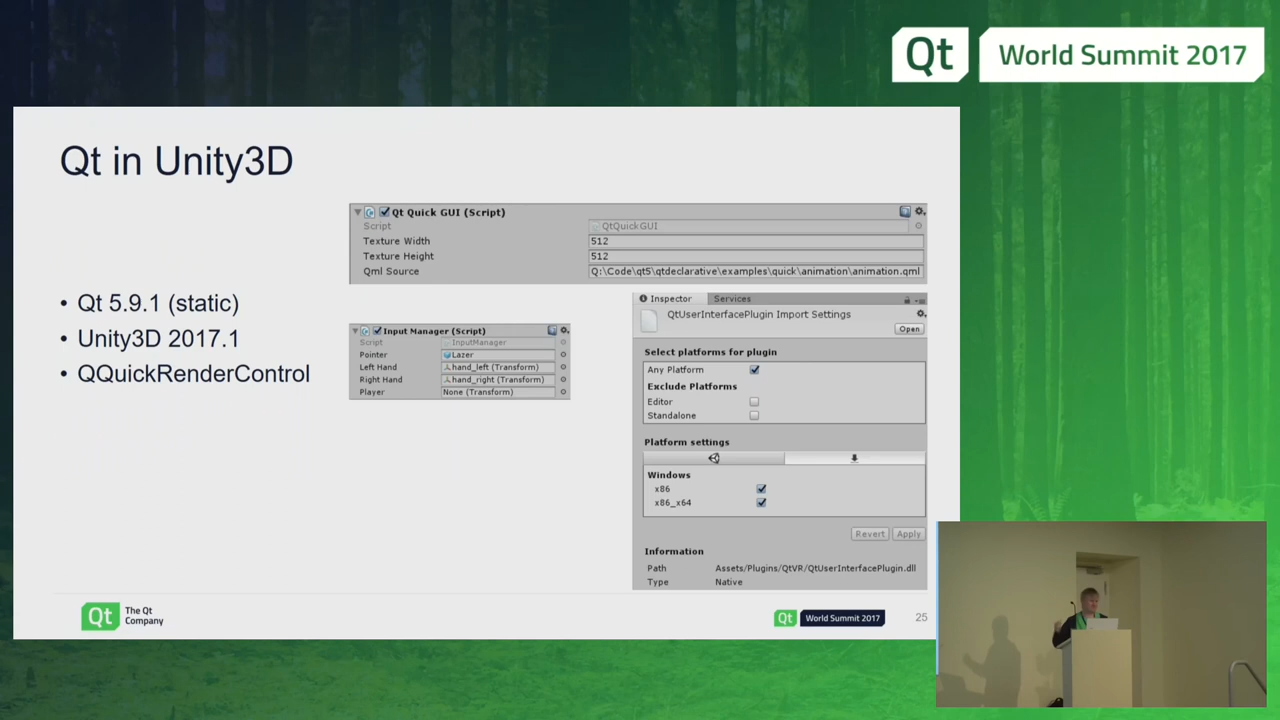 Qt World Summit 2017
Qt in Unity3D
• Qt 5.9.1 (static)
• Unity3D 2017.1
• QQuickRenderControl
Qt Quick GUI (Script)
Script QtQuickGUI
Texture Width 512
Texture Height 512
Qml Source Q:\Code\qt5\qtdeclarative\examples\quick\animation\animation.qml
Input Manager (Script)
Script InputManager
Pointer Lazer
Left Hand hand_left (Transform)
Right Hand hand_right (Transform)
Player None (Transform)
Inspector Services
QtUserInterfacePlugin Import Settings
Open
Select platforms for plugin
Any Platform
Exclude Platforms
Editor
Standalone
Platform settings
Windows
x86
x86_x64
Revert Apply
Information
Path Assets/Plugins/QtVR/QtUserInterfacePlugin.dll
Type Native
Qt The Qt
Company
Qt World Summit 2017 25